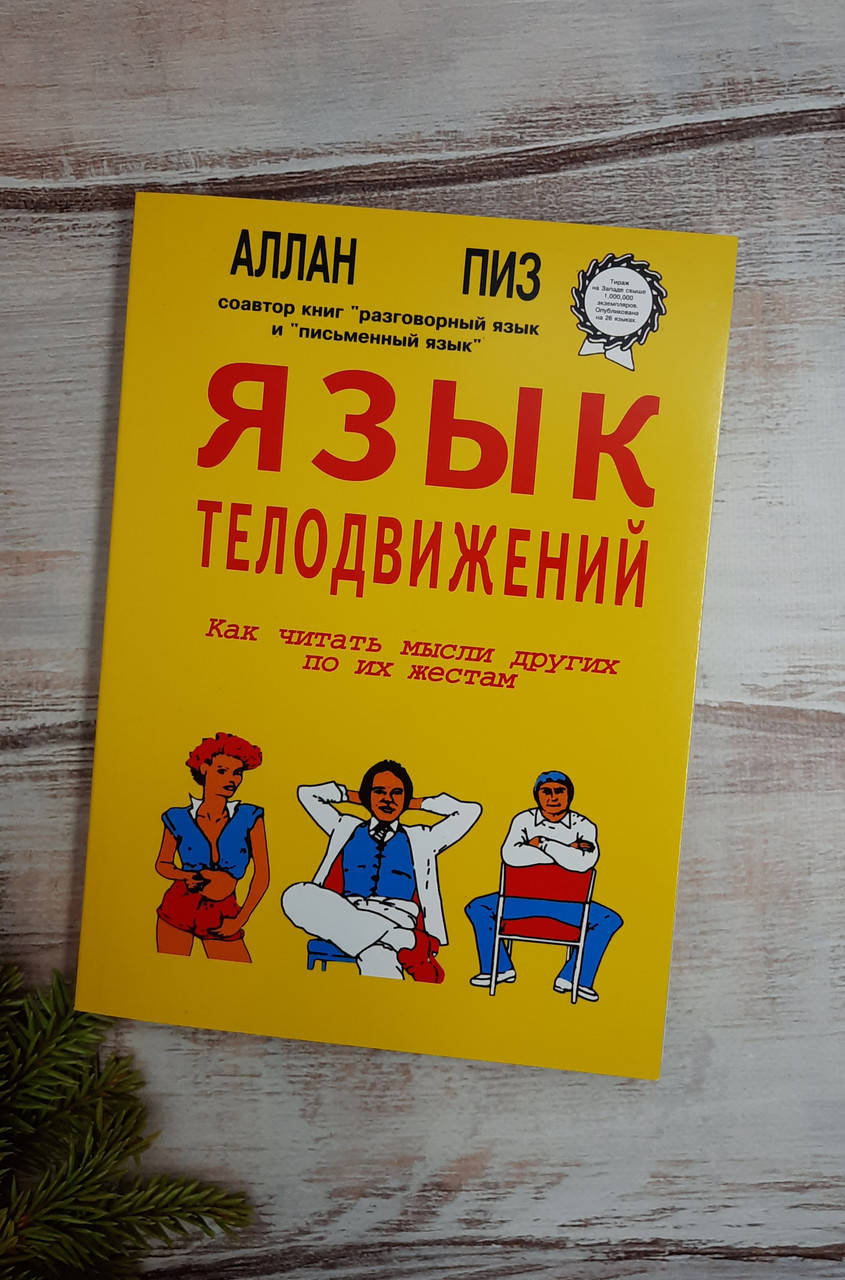 АЛЛАН ПИЗ
соавтор книг "разговорный язык
и "письменный язык"
Тираж
на Западе свыше
1,000,000
экземпляров.
Опубликована
на 26 языках.
ЯЗЫК
ТЕЛОДВИЖЕНИЙ
Как читать мысли других
по их жестам